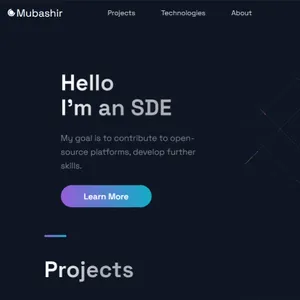 Mubashir Projects Technologies About
Hello
I'm an SDE
My goal is to contribute to open-
source platforms, develop further
skills.
Learn More
Projects